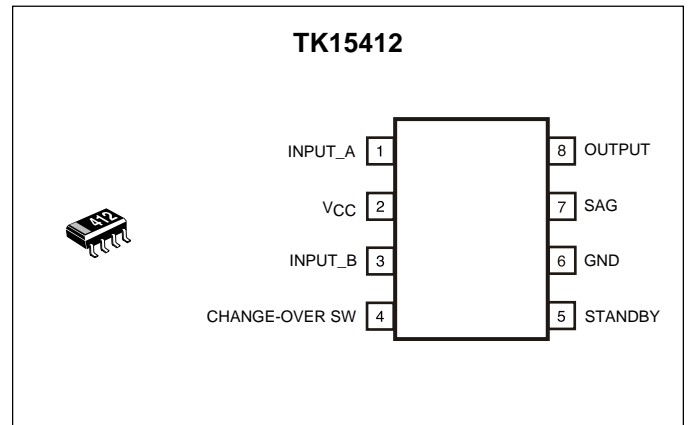 TK15412
INPUT_A 1
VCC 2
INPUT_B 3
CHANGE-OVER SW 4
8 OUTPUT
7 SAG
6 GND
5 STANDBY
412